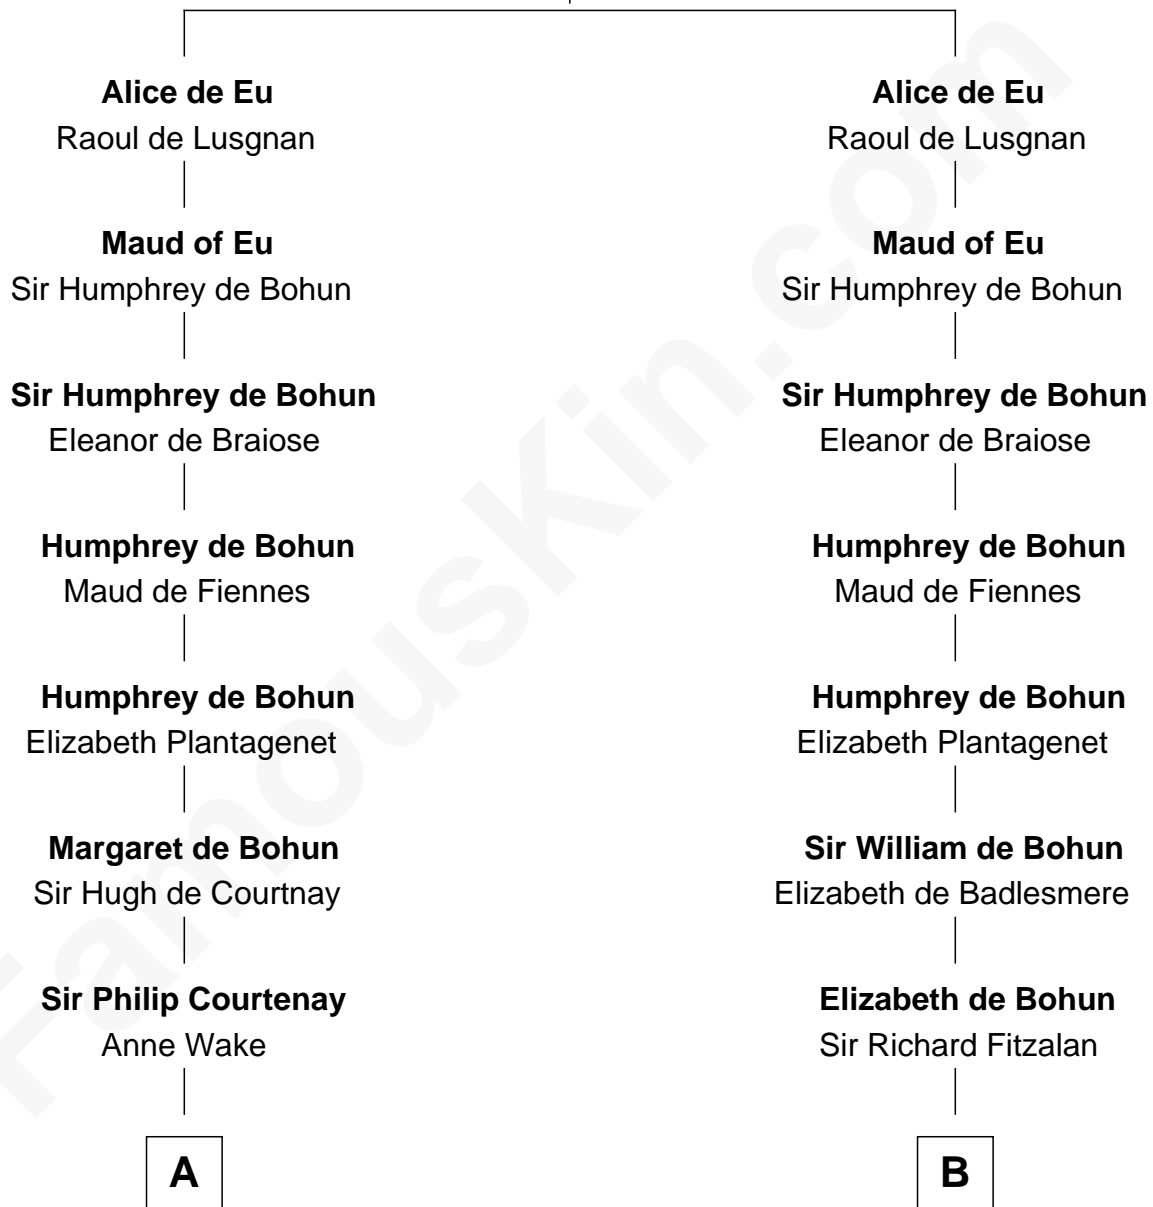 Alice de Eu
Raoul de Lusgnan
Maud of Eu
Sir Humphrey de Bohun
Sir Humphrey de Bohun
Eleanor de Braiose
Humphrey de Bohun
Maud de Fiennes
Humphrey de Bohun
Elizabeth Plantagenet
Margaret de Bohun
Sir Hugh de Courtnay
Sir Philip Courtenay
Anne Wake
A
Alice de Eu
Raoul de Lusgnan
Maud of Eu
Sir Humphrey de Bohun
Sir Humphrey de Bohun
Eleanor de Braiose
Humphrey de Bohun
Maud de Fiennes
Humphrey de Bohun
Elizabeth Plantagenet
Sir William de Bohun
Elizabeth de Badlesmere
Elizabeth de Bohun
Sir Richard Fitzalan
B
FamousKin.com